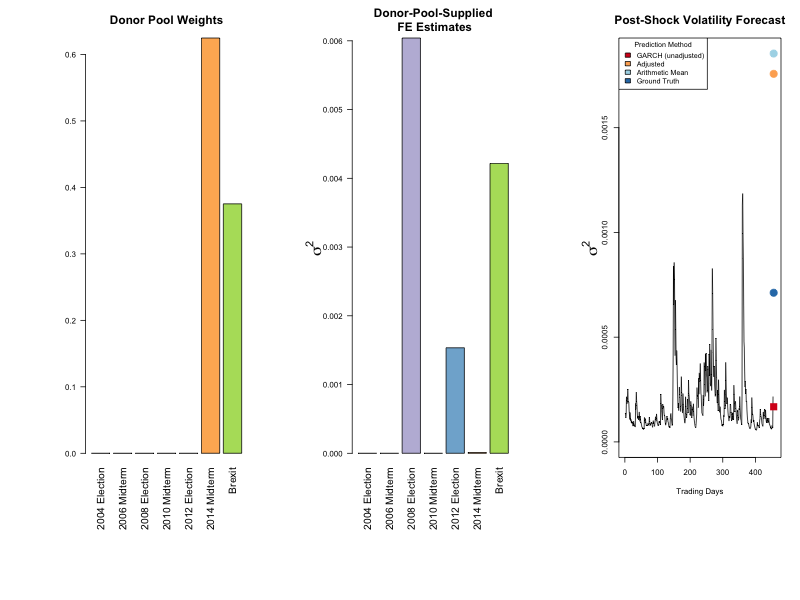 Donor Pool Weights
0.6
0.5
0.4
0.3
0.2
0.1
0.0
2004 Election
2006 Midterm
2008 Election
2010 Midterm
2012 Election
2014 Midterm
Brexit
Donor-Pool-Supplied
FE Estimates
σ²
0.006
0.005
0.004
0.003
0.002
0.001
0.000
2004 Election
2006 Midterm
2008 Election
2010 Midterm
2012 Election
2014 Midterm
Brexit
Post-Shock Volatility Forecast
Prediction Method
GARCH (unadjusted)
Adjusted
Arithmetic Mean
Ground Truth
σ²
0.0015
0.0010
0.0005
0.0000
0
100
200
300
400
Trading Days